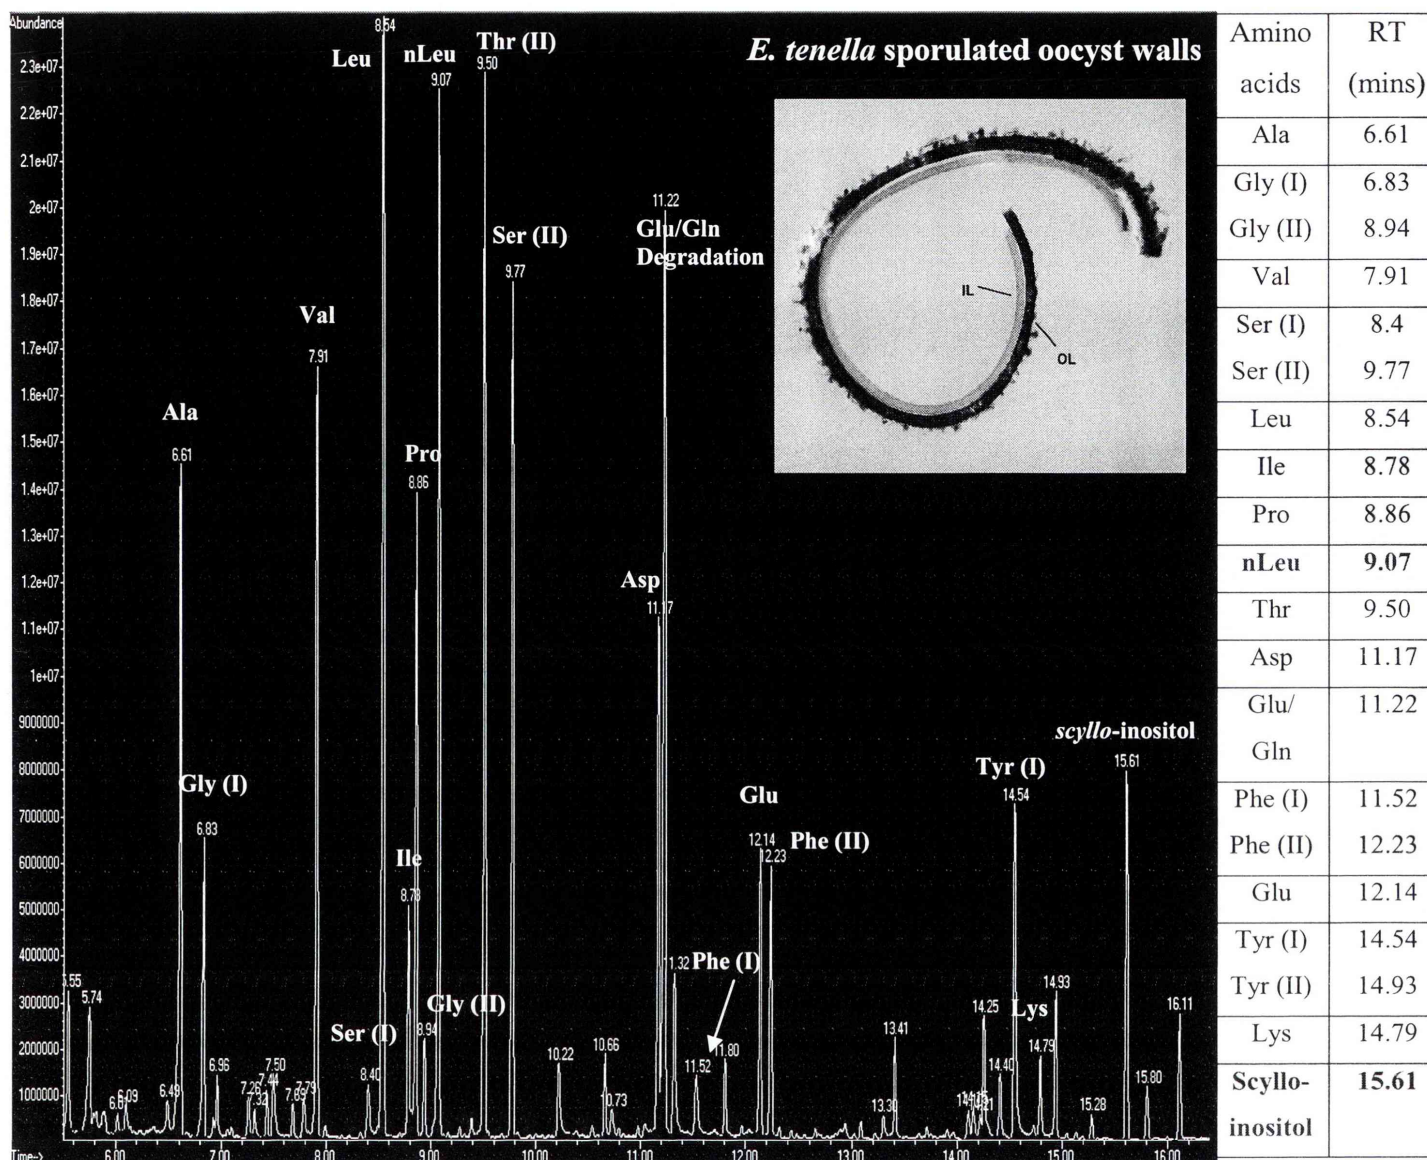 Abundance
2.3e+07
2.2e+07
2.1e+07
2e+07
1.9e+07
1.8e+07
1.7e+07
1.6e+07
1.5e+07
1.4e+07
1.3e+07
1.2e+07
1.1e+07
1e+07
9000000
8000000
7000000
6000000
5000000
4000000
3000000
2000000
1000000
Time-->
6.00
7.00
8.00
9.00
10.00
11.00
12.00
13.00
14.00
15.00
16.00
E. tenella sporulated oocyst walls
IL
OL
5.74
6.09
6.49
Ala
6.61
Gly (I)
6.83
6.96
7.26
7.32
7.44
7.50
7.69
7.79
Val
7.91
Ser (I)
8.40
Leu
8.54
Ile
8.78
Pro
8.86
Gly (II)
8.94
nLeu
9.07
Thr (II)
9.50
Ser (II)
9.77
10.22
10.66
10.73
Asp
11.17
11.22
Glu/Gln
Degradation
11.32
Phe (I)
11.52
11.80
Glu
12.14
Phe (II)
12.23
13.30
13.41
14.25
14.40
Tyr (I)
14.54
Lys
14.79
14.93
15.28
scyllo-inositol
15.61
15.80
16.11
Amino acids RT (mins)
Ala 6.61
Gly (I) 6.83
Gly (II) 8.94
Val 7.91
Ser (I) 8.4
Ser (II) 9.77
Leu 8.54
Ile 8.78
Pro 8.86
nLeu 9.07
Thr 9.50
Asp 11.17
Glu/ 11.22
Gln
Phe (I) 11.52
Phe (II) 12.23
Glu 12.14
Tyr (I) 14.54
Tyr (II) 14.93
Lys 14.79
Scyllo- 15.61
inositol